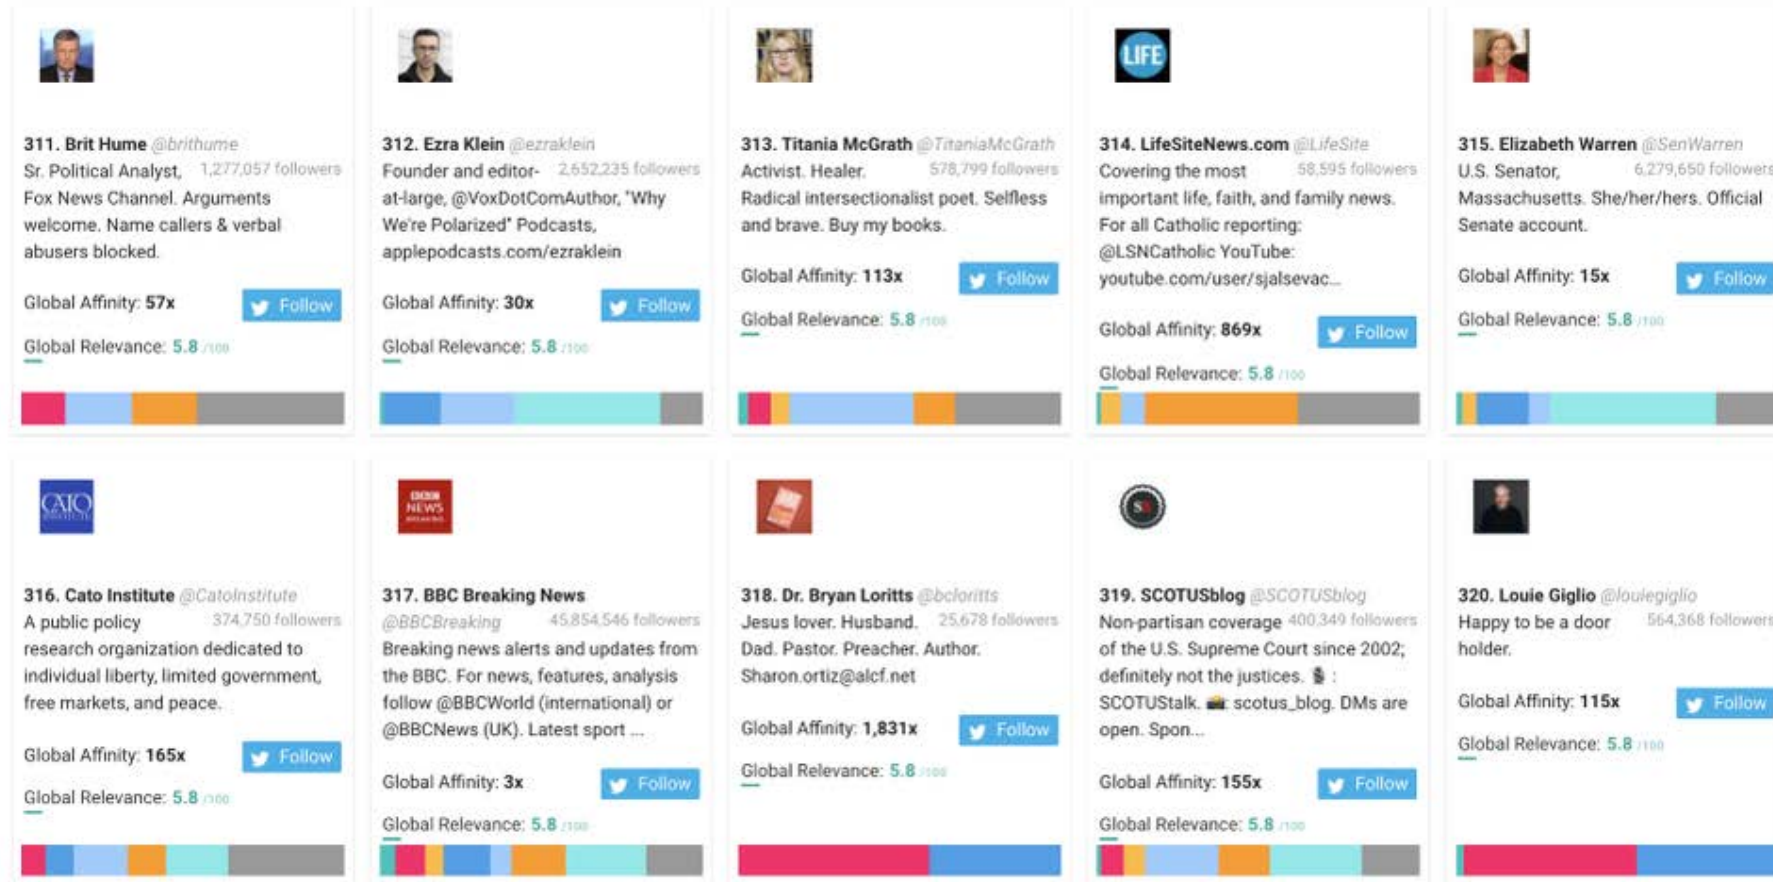 LIFE
311. Brit Hume @brithume
Sr. Political Analyst, 1,277,057 followers
Fox News Channel. Arguments
welcome. Name callers & verbal
abusers blocked.
Global Affinity: 57x Follow
Global Relevance: 5.8 /100
312. Ezra Klein @ezraklein
Founder and editor- 2,652,235 followers
at-large, @VoxDotComAuthor, "Why
We're Polarized" Podcasts,
applepodcasts.com/ezraklein
Global Affinity: 30x Follow
Global Relevance: 5.8 /100
313. Titania McGrath @TitaniaMcGrath
Activist. Healer. 578,799 followers
Radical intersectionalist poet. Selfless
and brave. Buy my books.
Global Affinity: 113x Follow
Global Relevance: 5.8 /100
314. LifeSiteNews.com @LifeSite
Covering the most 58,595 followers
important life, faith, and family news.
For all Catholic reporting:
@LSNCatholic YouTube:
youtube.com/user/sjalsevac...
Global Affinity: 869x Follow
Global Relevance: 5.8 /100
315. Elizabeth Warren @SenWarren
U.S. Senator, 6,279,650 followers
Massachusetts. She/her/hers. Official
Senate account.
Global Affinity: 15x Follow
Global Relevance: 5.8 /100
CATO
INSTITUTE
316. Cato Institute @CatoInstitute
A public policy 374,750 followers
research organization dedicated to
individual liberty, limited government,
free markets, and peace.
Global Affinity: 165x Follow
Global Relevance: 5.8 /100
BBC
NEWS
BREAKING
317. BBC Breaking News
@BBCBreaking 45,854,546 followers
Breaking news alerts and updates from
the BBC. For news, features, analysis
follow @BBCWorld (international) or
@BBCNews (UK). Latest sport ...
Global Affinity: 3x Follow
Global Relevance: 5.8 /100
318. Dr. Bryan Loritts @bcloritts
Jesus lover. Husband. 25,678 followers
Dad. Pastor. Preacher. Author.
Sharon.ortiz@alcf.net
Global Affinity: 1,831x Follow
Global Relevance: 5.8 /100
319. SCOTUSblog @SCOTUSblog
Non-partisan coverage 400,349 followers
of the U.S. Supreme Court since 2002;
definitely not the justices. 🎙 :
SCOTUStalk. 📸: scotus_blog. DMs are
open. Spon...
Global Affinity: 155x Follow
Global Relevance: 5.8 /100
320. Louie Giglio @louiegiglio
Happy to be a door 564,368 followers
holder.
Global Affinity: 115x Follow
Global Relevance: 5.8 /100